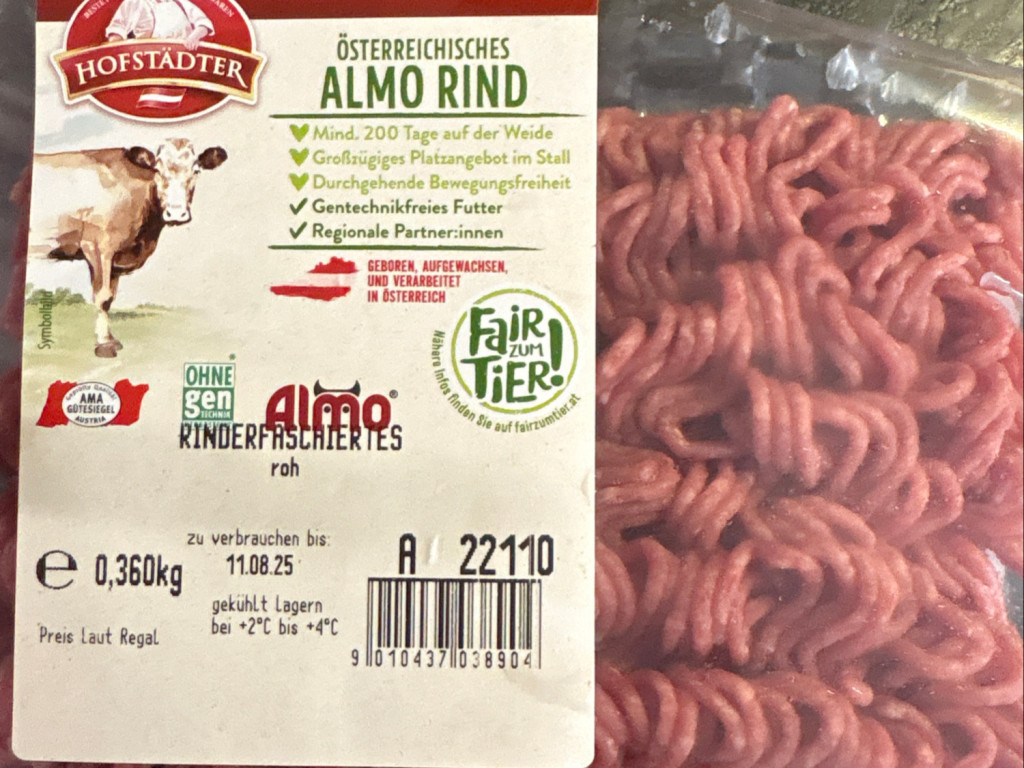 HOFSTÄDTER
ÖSTERREICHISCHES
ALMO RIND
Mind. 200 Tage auf der Weide
Großzügiges Platzangebot im Stall
Durchgehende Bewegungsfreiheit
Gentechnikfreies Futter
Regionale Partner:innen
GEBOREN, AUFGEWACHSEN,
UND VERARBEITET
IN ÖSTERREICH
FAIR
ZUM
TIER!
Nähere Infos finden Sie auf fairzumtier.at
Symbolfoto
AMA
GÜTESIEGEL
AUSTRIA
OHNE
gen
TECHNIK
Almo®
RINDERFASCHIERTES
roh
zu verbrauchen bis:
11.08.25
℮ 0,360kg
A 22110
gekühlt Lagern
bei +2°C bis +4°C
Preis Laut Regal
9 010437 038904